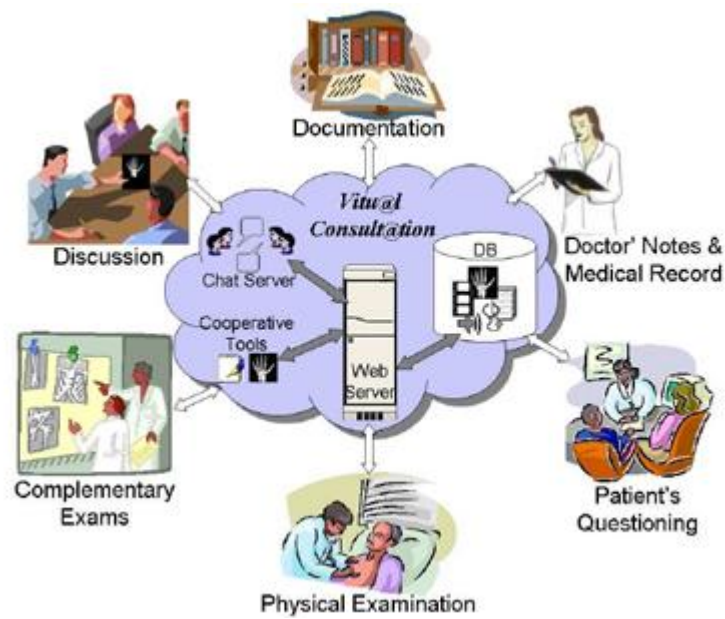 Documentation
Vitu@l
Consult@tion
Discussion
Chat Server
DB
Doctor' Notes &
Medical Record
Cooperative
Tools
Web
Server
Complementary
Exams
Patient's
Questioning
Physical Examination